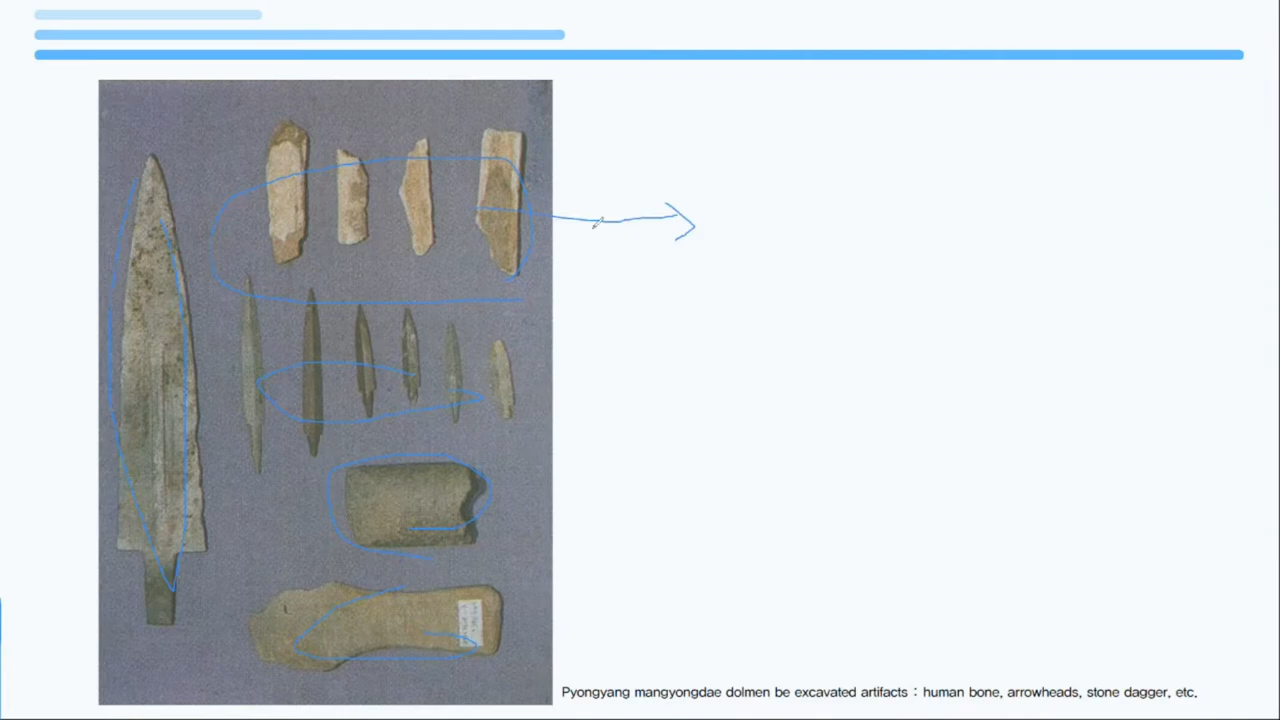 Pyongyang mangyongdae dolmen be excavated artifacts : human bone, arrowheads, stone dagger, etc.